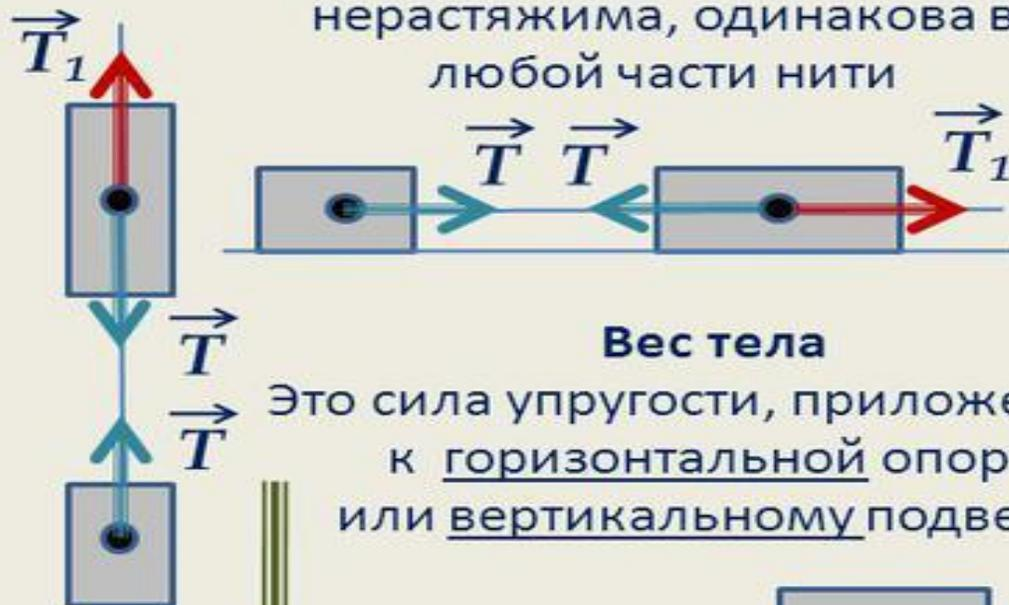 T₁
нерастяжима, одинакова в
любой части нити
T T T₁
T
Вес тела
T
Это сила упругости, приложе
к горизонтальной опор
или вертикальному подве